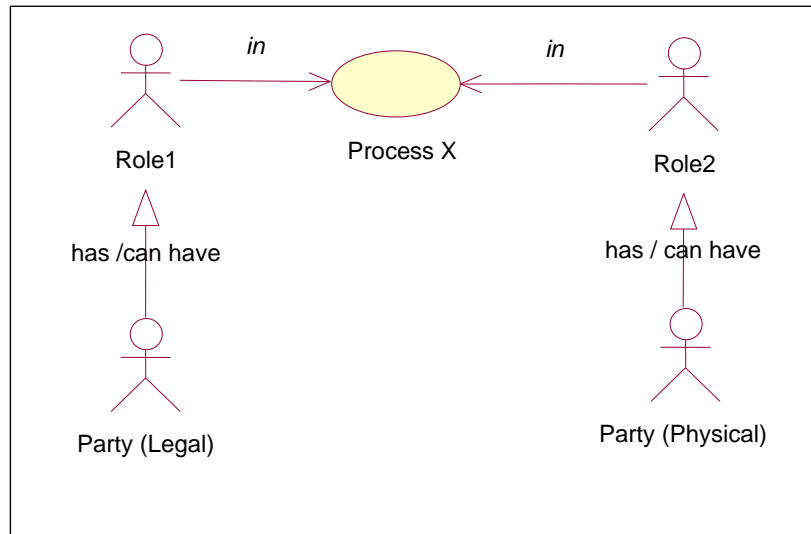 in
in
Process X
Role1
Role2
has /can have
has / can have
Party (Legal)
Party (Physical)